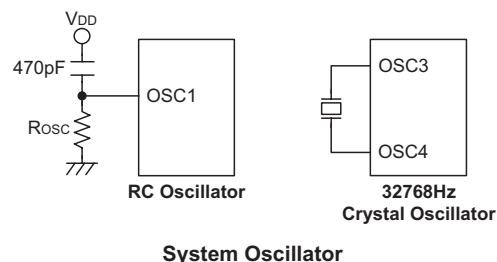 VDD
470pF
OSC1
ROSC
RC Oscillator
OSC3
OSC4
32768Hz
Crystal Oscillator
System Oscillator